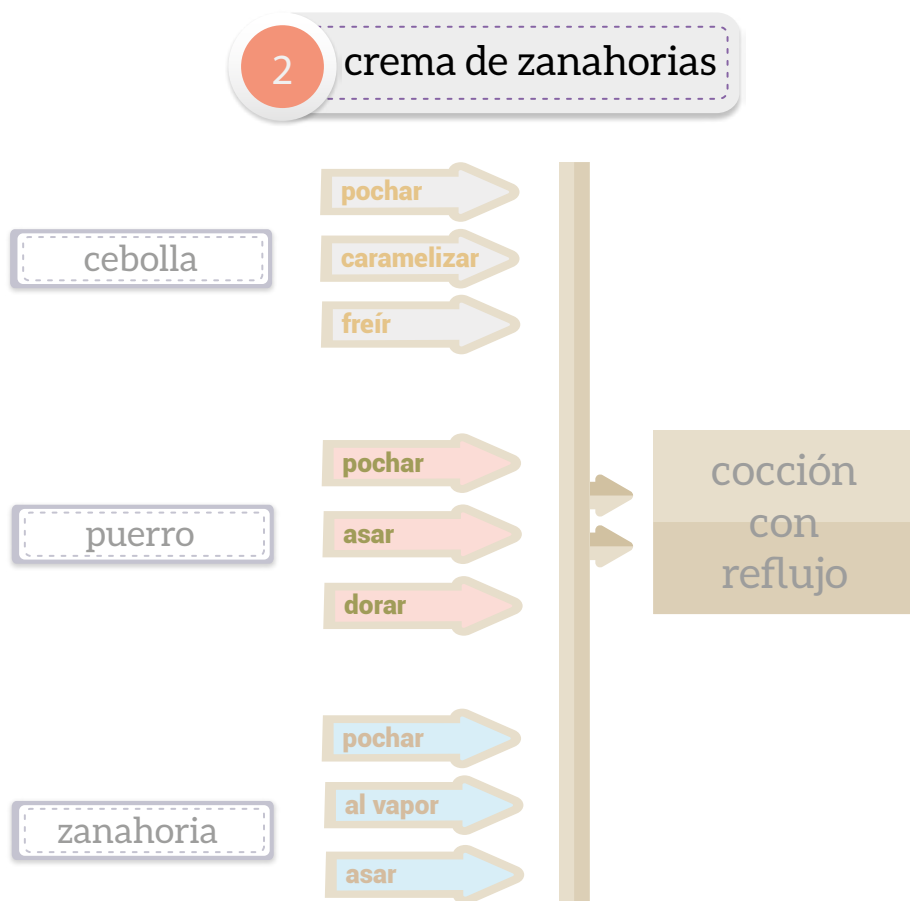 2
crema de zanahorias
pochar
cebolla
caramelizar
freír
pochar
puerro
asar
dorar
cocción
con
reflujo
pochar
al vapor
zanahoria
asar